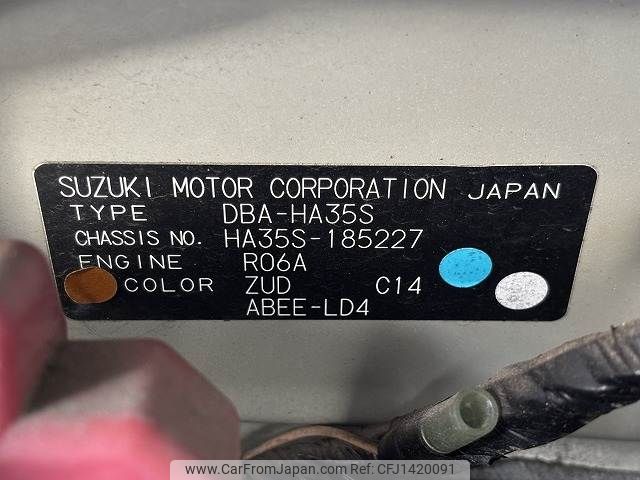 SUZUKI MOTOR CORPORATION JAPAN
TYPE DBA-HA35S
CHASSIS NO. HA35S-185227
ENGINE R06A
COLOR ZUD C14
ABEE-LD4
www.CarFromJapan.com | Ref No. CFJ1420091